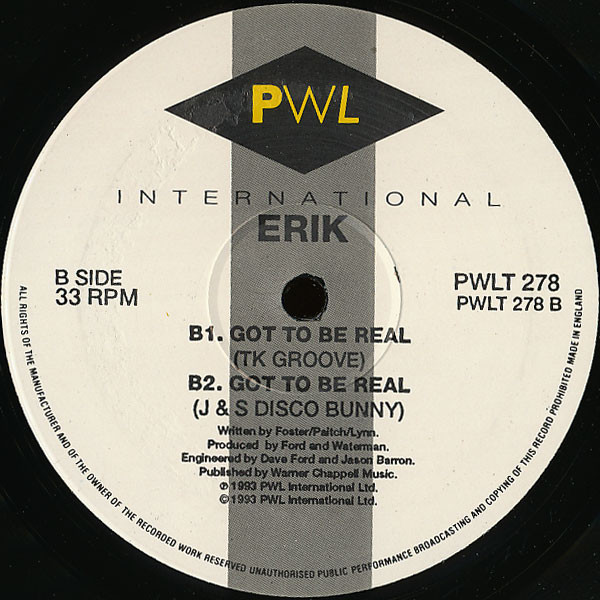 PWL
INTERNATIONAL
ERIK
B SIDE
33 RPM
PWLT 278
PWLT 278 B
B1. GOT TO BE REAL
(TK GROOVE)
B2. GOT TO BE REAL
(J & S DISCO BUNNY)
Written by Foster/Paitch/Lynn.
Produced by Ford and Waterman.
Engineered by Dave Ford and Jason Barron.
Published by Warner Chappell Music.
℗ 1993 PWL International Ltd.
© 1993 PWL International Ltd.
ALL RIGHTS OF THE MANUFACTURER AND OF THE OWNER OF THE RECORDED WORK RESERVED UNAUTHORISED PUBLIC PERFORMANCE BROADCASTING AND COPYING OF THIS RECORD PROHIBITED MADE IN ENGLAND